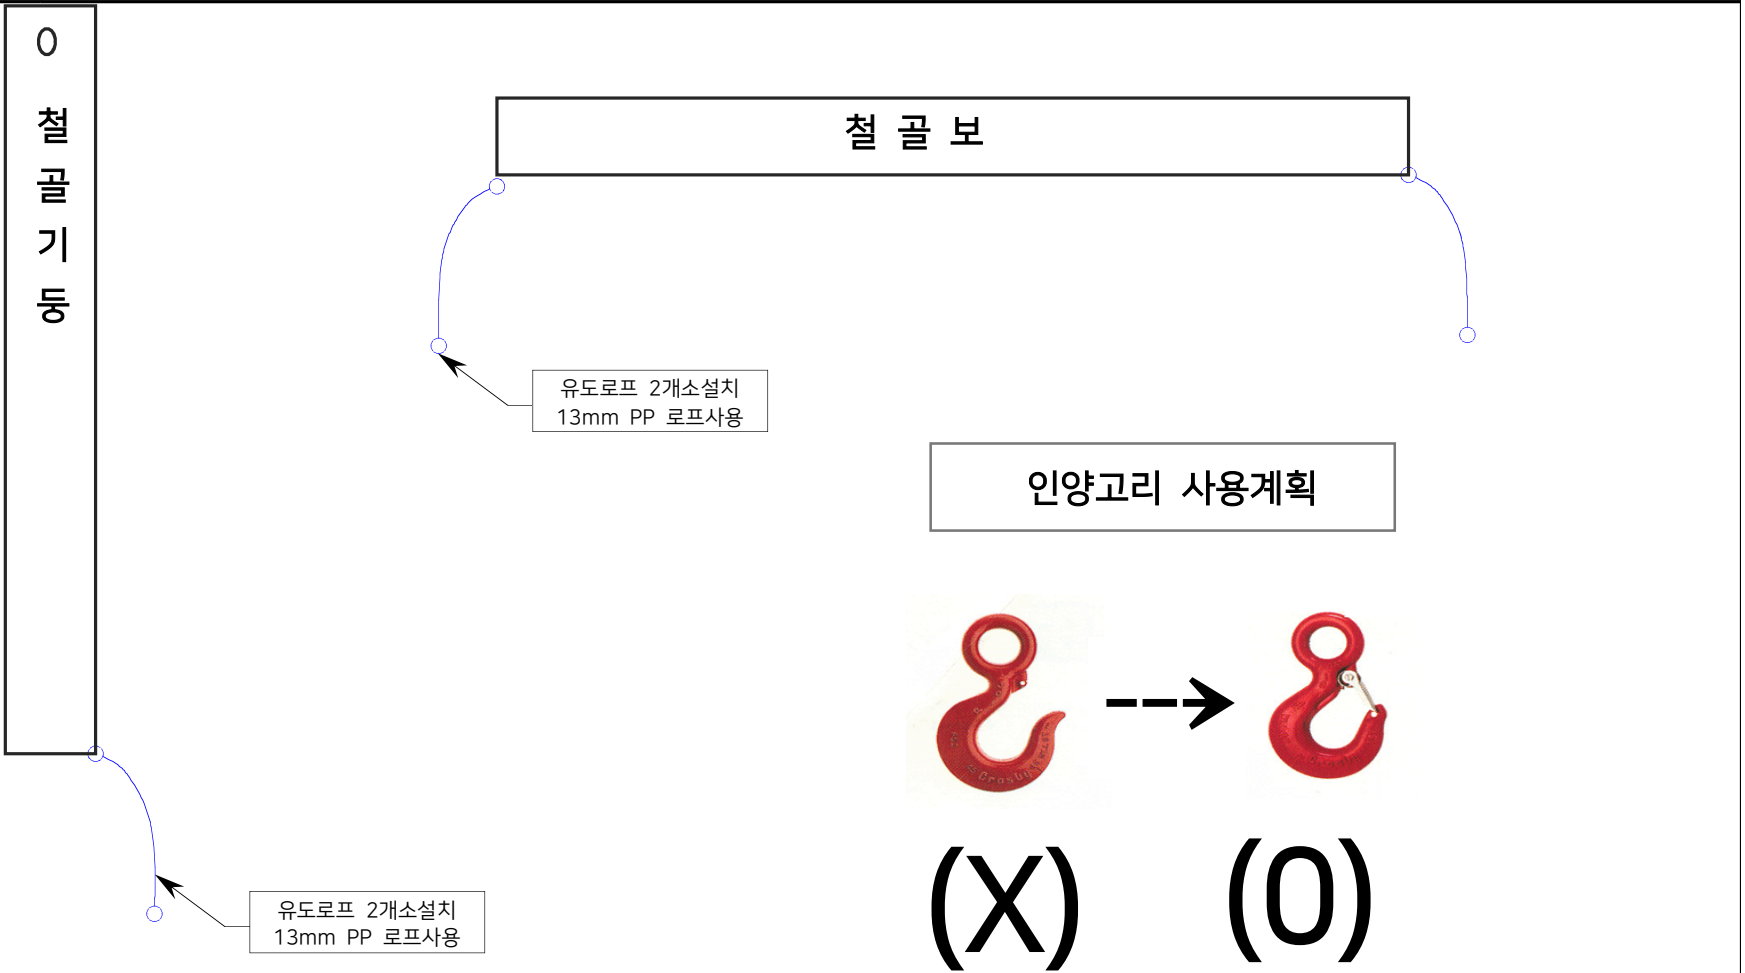 0
철
골
기
둥
철 골 보
유도로프 2개소설치
13mm PP 로프사용
인양고리 사용계획
Crosby
(X)
(0)
유도로프 2개소설치
13mm PP 로프사용